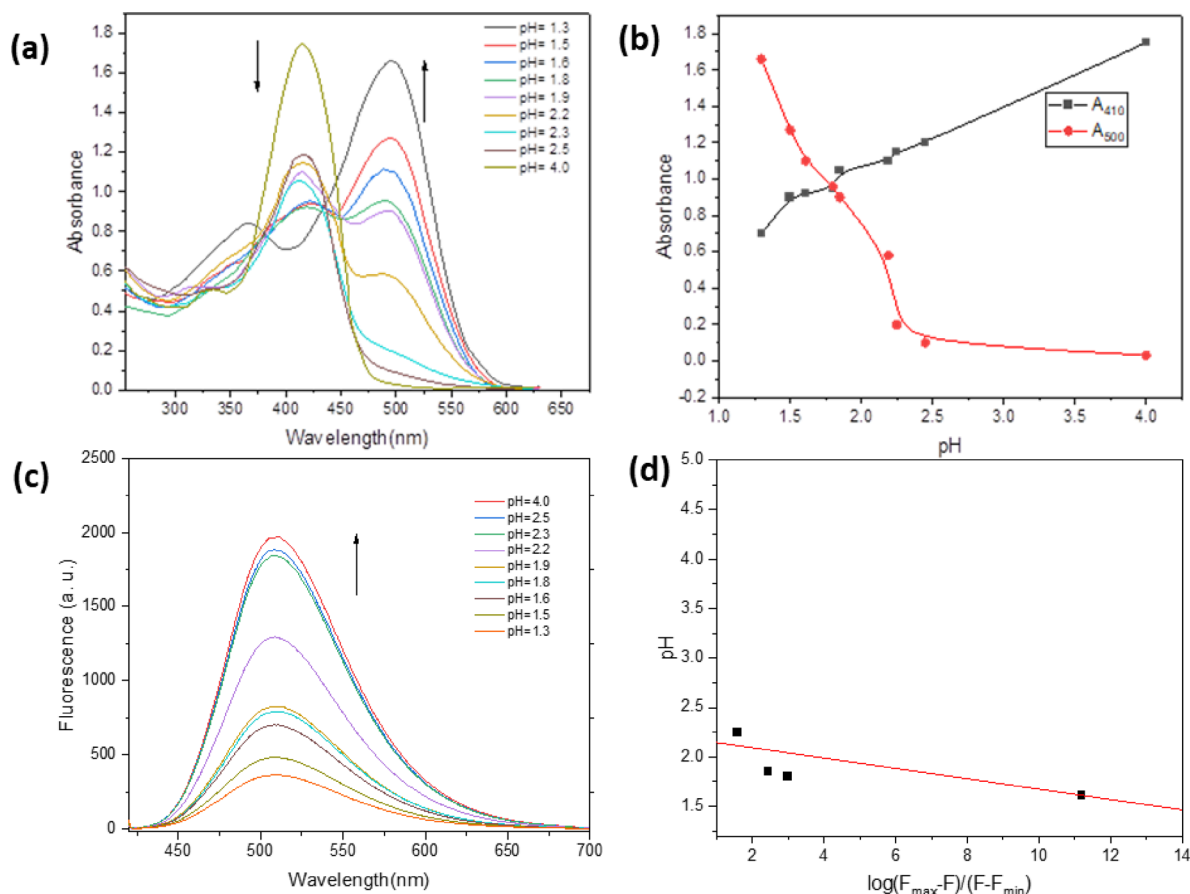 (a)
1.8
1.6
1.4
1.2
1.0
0.8
0.6
0.4
0.2
0.0
Absorbance
300 350 400 450 500 550 600 650
Wavelength(nm)
pH= 1.3
pH= 1.5
pH= 1.6
pH= 1.8
pH= 1.9
pH= 2.2
pH= 2.3
pH= 2.5
pH= 4.0
(b)
1.8
1.6
1.4
1.2
1.0
0.8
0.6
0.4
0.2
0.0
-0.2
Absorbance
1.0 1.5 2.0 2.5 3.0 3.5 4.0
pH
A410
A500
(c)
2500
2000
1500
1000
500
250
0
Fluorescence (a. u.)
450 500 550 600 650 700
Wavelength (nm)
pH=4.0
pH=2.5
pH=2.3
pH=2.2
pH=1.9
pH=1.8
pH=1.6
pH=1.5
pH=1.3
(d)
5.0
4.5
4.0
3.5
3.0
2.5
2.0
1.5
pH
2 4 6 8 10 12 14
log(Fmax-F)/(F-Fmin)